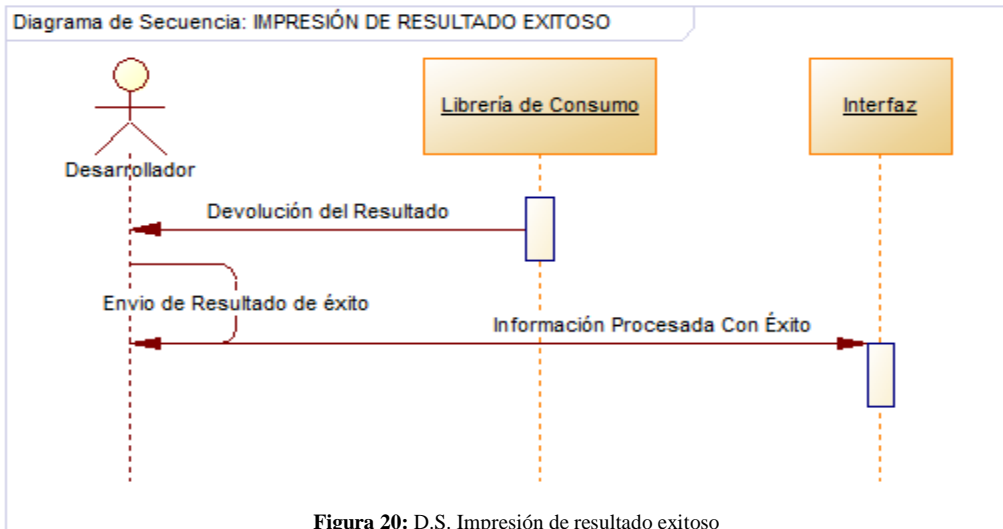 Diagrama de Secuencia: IMPRESIÓN DE RESULTADO EXITOSO
Librería de Consumo
Interfaz
Desarrollador
Devolución del Resultado
Envio de Resultado de éxito
Información Procesada Con Éxito
Figura 20: D.S. Impresión de resultado exitoso